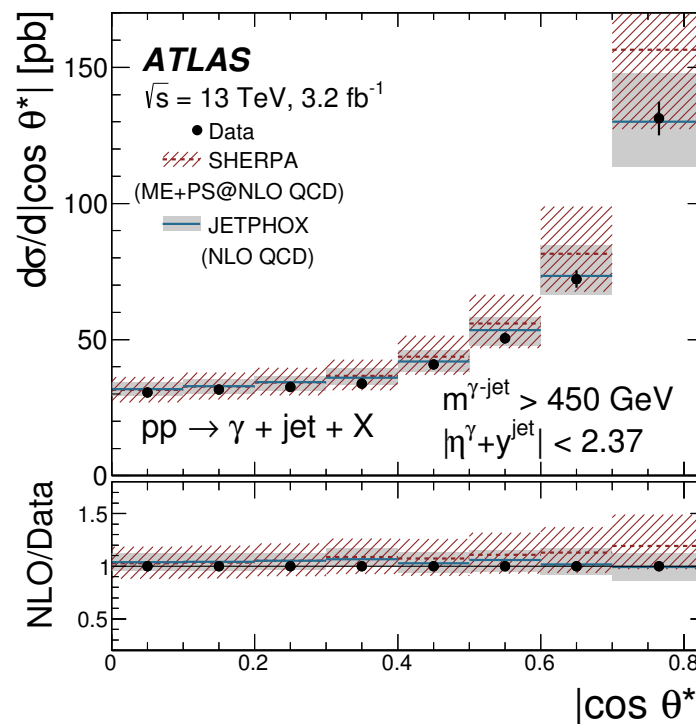 ATLAS
√s = 13 TeV, 3.2 fb⁻¹
Data
SHERPA
(ME+PS@NLO QCD)
JETPHOX
(NLO QCD)
dσ/d|cos θ*| [pb]
150
100
50
0
m^γ-jet > 450 GeV
pp → γ + jet + X
|η^γ+y^jet| < 2.37
NLO/Data
1.5
1
0.5
0 0.2 0.4 0.6 0.8
|cos θ*|